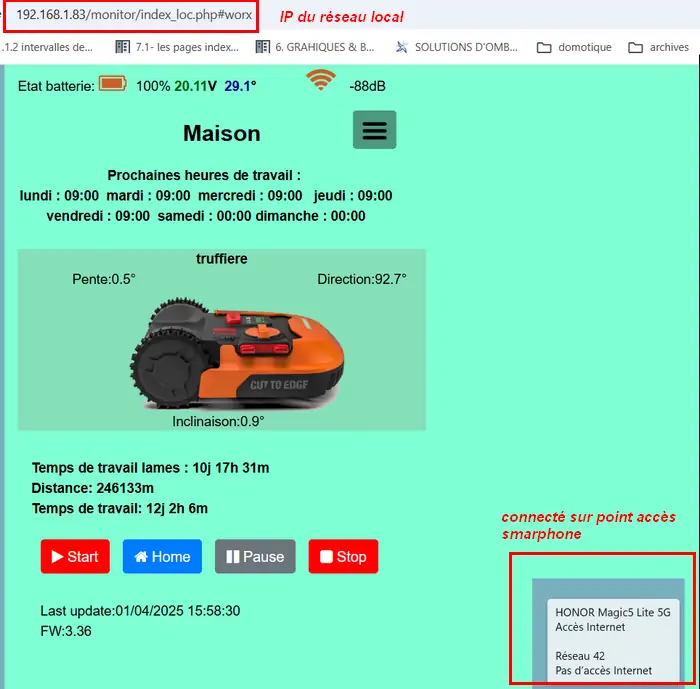 192.168.1.83/monitor/index_loc.php#worx
IP du réseau local
.1.2 intervalles de... 7.1- les pages index... 6. GRAHIQUES & B... SOLUTIONS D'OMB... domotique archives
Etat batterie: 100% 20.11V 29.1° -88dB
Maison
Prochaines heures de travail :
lundi : 09:00 mardi : 09:00 mercredi : 09:00 jeudi : 09:00
vendredi : 09:00 samedi : 00:00 dimanche : 00:00
truffiere
Pente:0.5° Direction:92.7°
CUT TO EDGE
Inclinaison:0.9°
Temps de travail lames : 10j 17h 31m
Distance: 246133m
Temps de travail: 12j 2h 6m
connecté sur point accès
smarphone
Start Home Pause Stop
HONOR Magic5 Lite 5G
Accès Internet
Réseau 42
Pas d'accès Internet
Last update:01/04/2025 15:58:30
FW:3.36